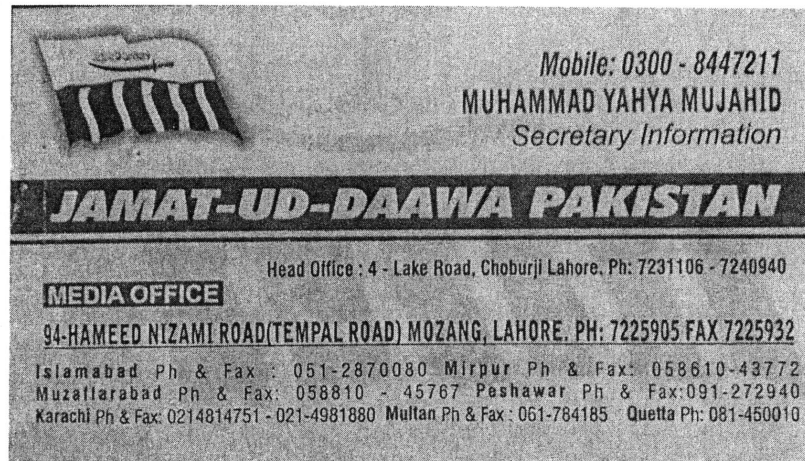 Mobile: 0300 - 8447211
MUHAMMAD YAHYA MUJAHID
Secretary Information
JAMAT-UD-DAAWA PAKISTAN
Head Office : 4 - Lake Road, Choburji Lahore. Ph: 7231106 - 7240940
MEDIA OFFICE
94-HAMEED NIZAMI ROAD(TEMPAL ROAD) MOZANG, LAHORE. PH: 7225905 FAX 7225932
Islamabad Ph & Fax : 051-2870080 Mirpur Ph & Fax: 058610-43772
Muzaffarabad Ph & Fax: 058810 - 45767 Peshawar Ph & Fax:091-272940
Karachi Ph & Fax: 0214814751 - 021-4981880 Multan Ph & Fax : 061-784185 Quetta Ph: 081-450010